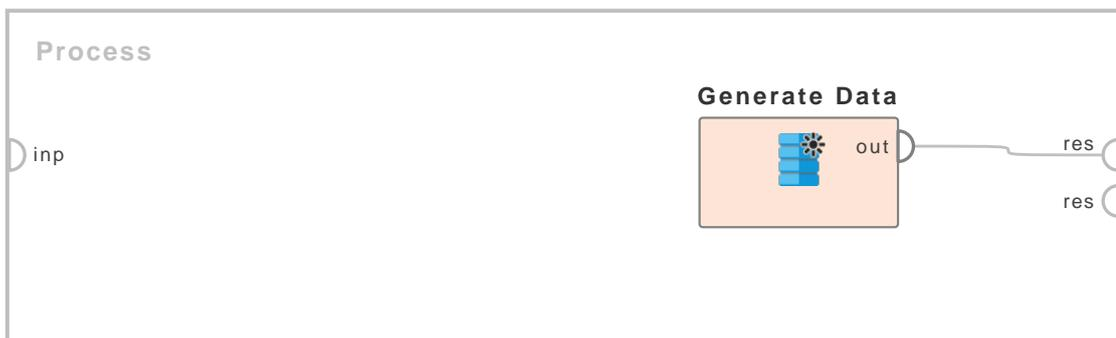 Process
Generate Data
inp
out
res
res